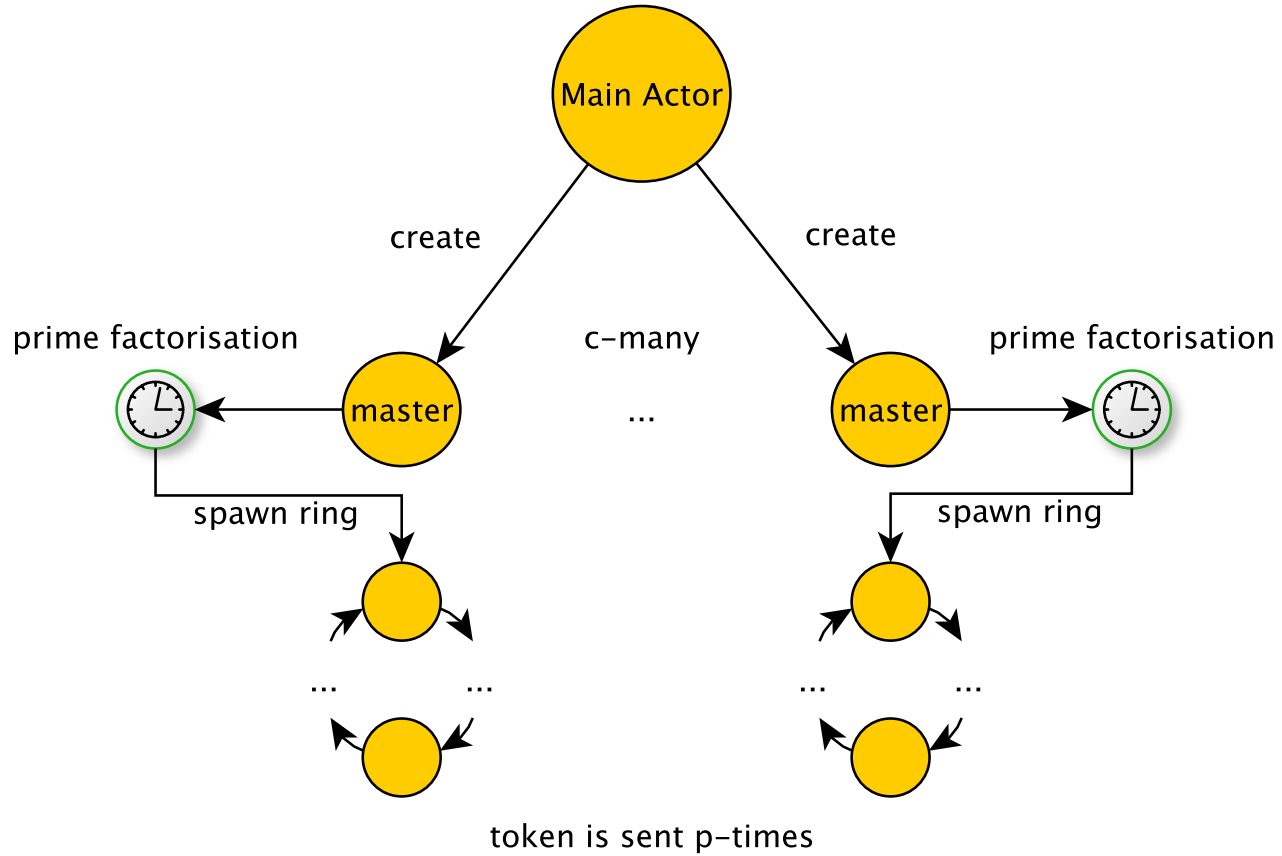 Main Actor
create
create
prime factorisation
c-many
prime factorisation
master
...
master
spawn ring
spawn ring
...
...
...
...
token is sent p-times